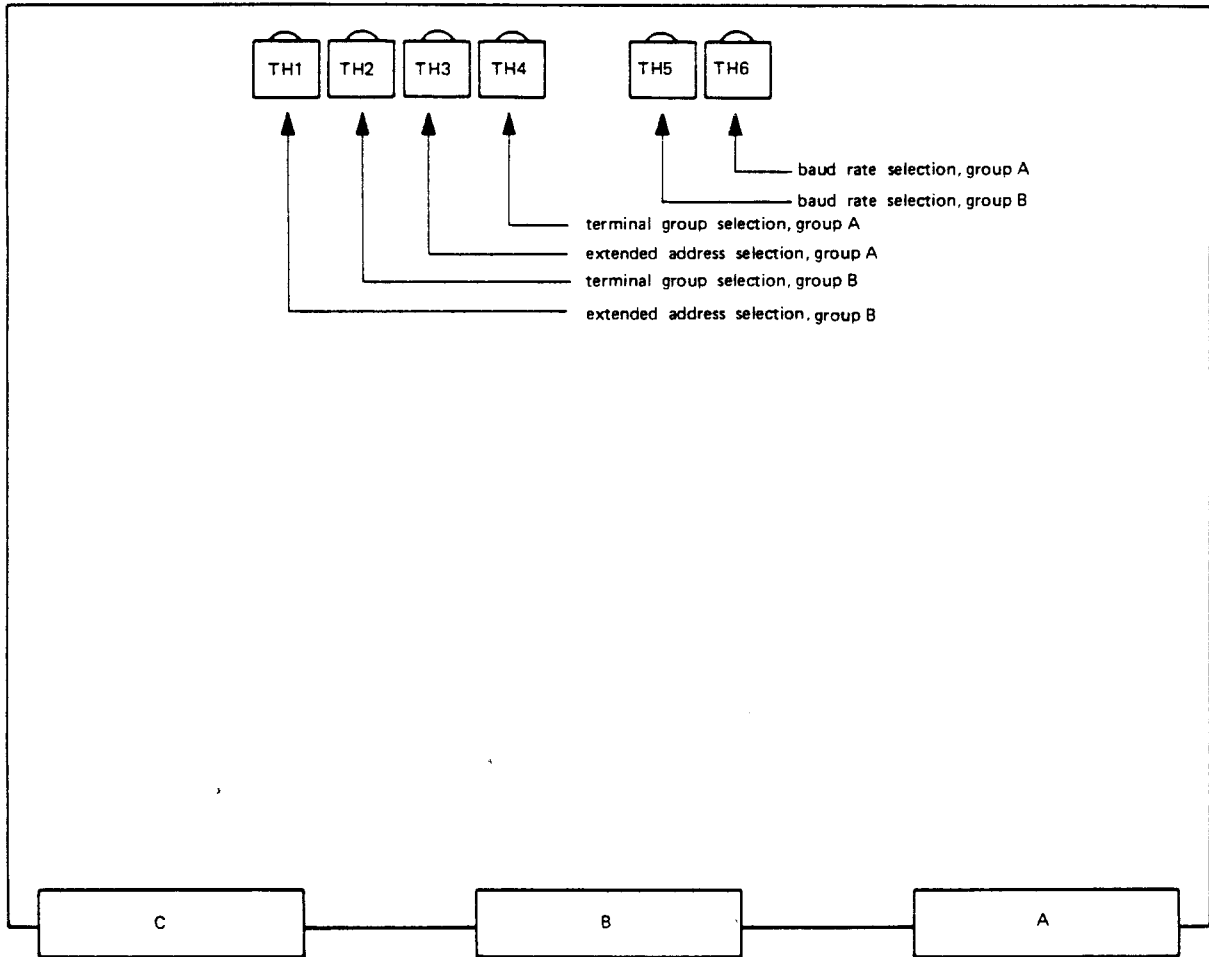 TH1 TH2 TH3 TH4 TH5 TH6
baud rate selection, group A
baud rate selection, group B
terminal group selection, group A
extended address selection, group A
terminal group selection, group B
extended address selection, group B
C B A